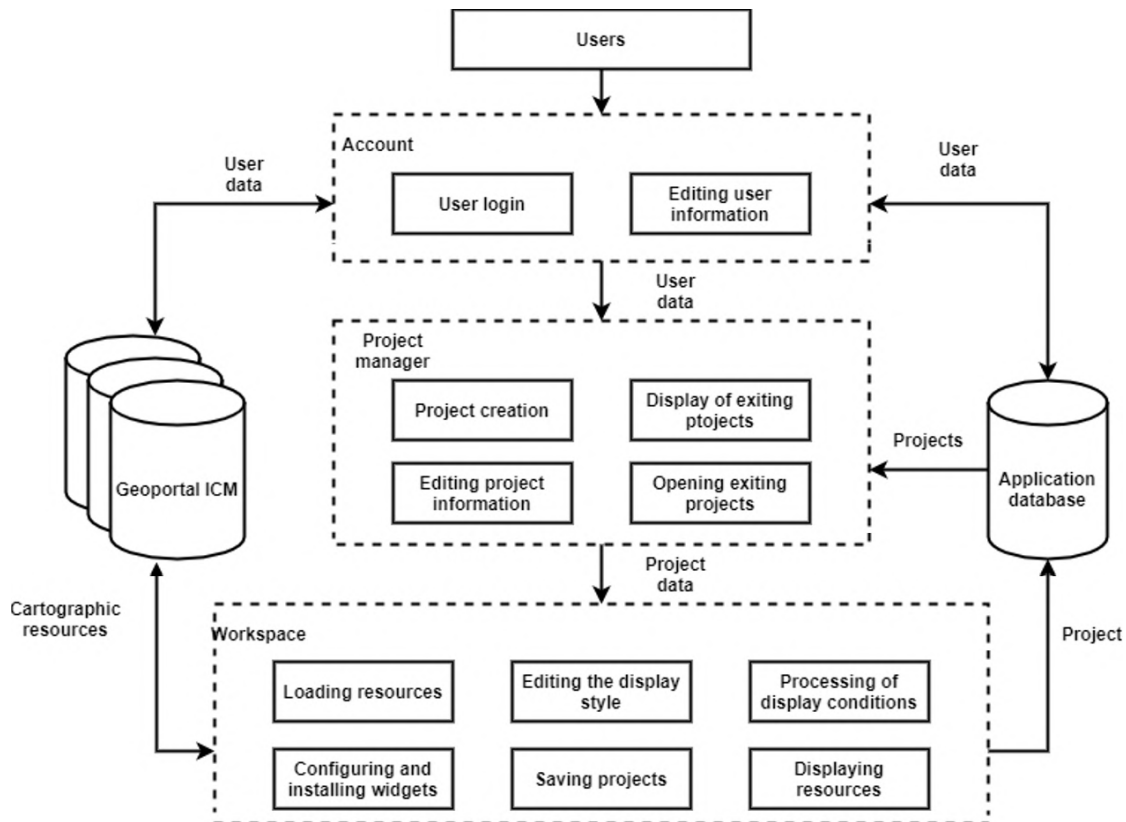 Users
Account
User
data
User
data
User login
Editing user
information
User
data
Project
manager
Project creation
Display of exiting
ptojects
Projects
Geoportal ICM
Editing project
information
Opening exiting
projects
Application
database
Project
data
Cartographic
resources
Workspace
Project
Loading resources
Editing the display
style
Processing of
display conditions
Configuring and
installing widgets
Saving projects
Displaying
resources